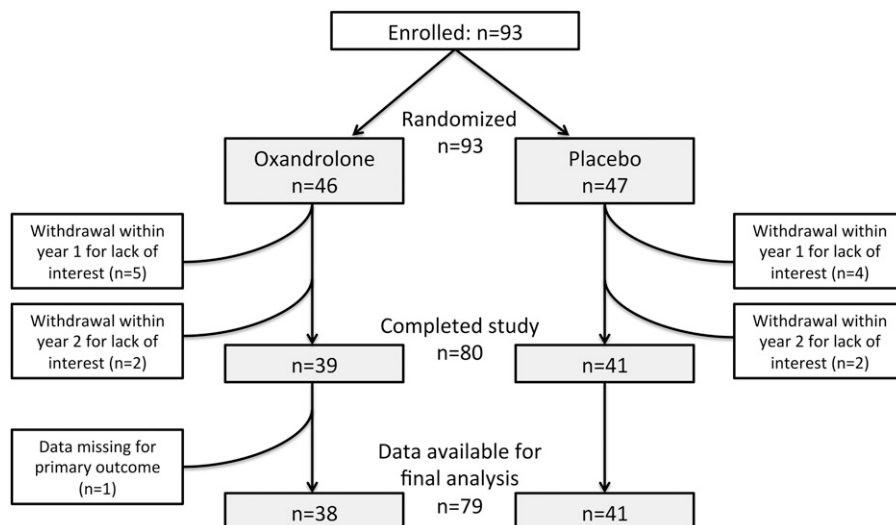 Enrolled: n=93
Randomized
n=93
Oxandrolone
n=46
Placebo
n=47
Withdrawal within
year 1 for lack of
interest (n=5)
Withdrawal within
year 1 for lack of
interest (n=4)
Withdrawal within
year 2 for lack of
interest (n=2)
Withdrawal within
year 2 for lack of
interest (n=2)
Completed study
n=80
n=39
n=41
Data missing for
primary outcome
(n=1)
Data available for
final analysis
n=79
n=38
n=41